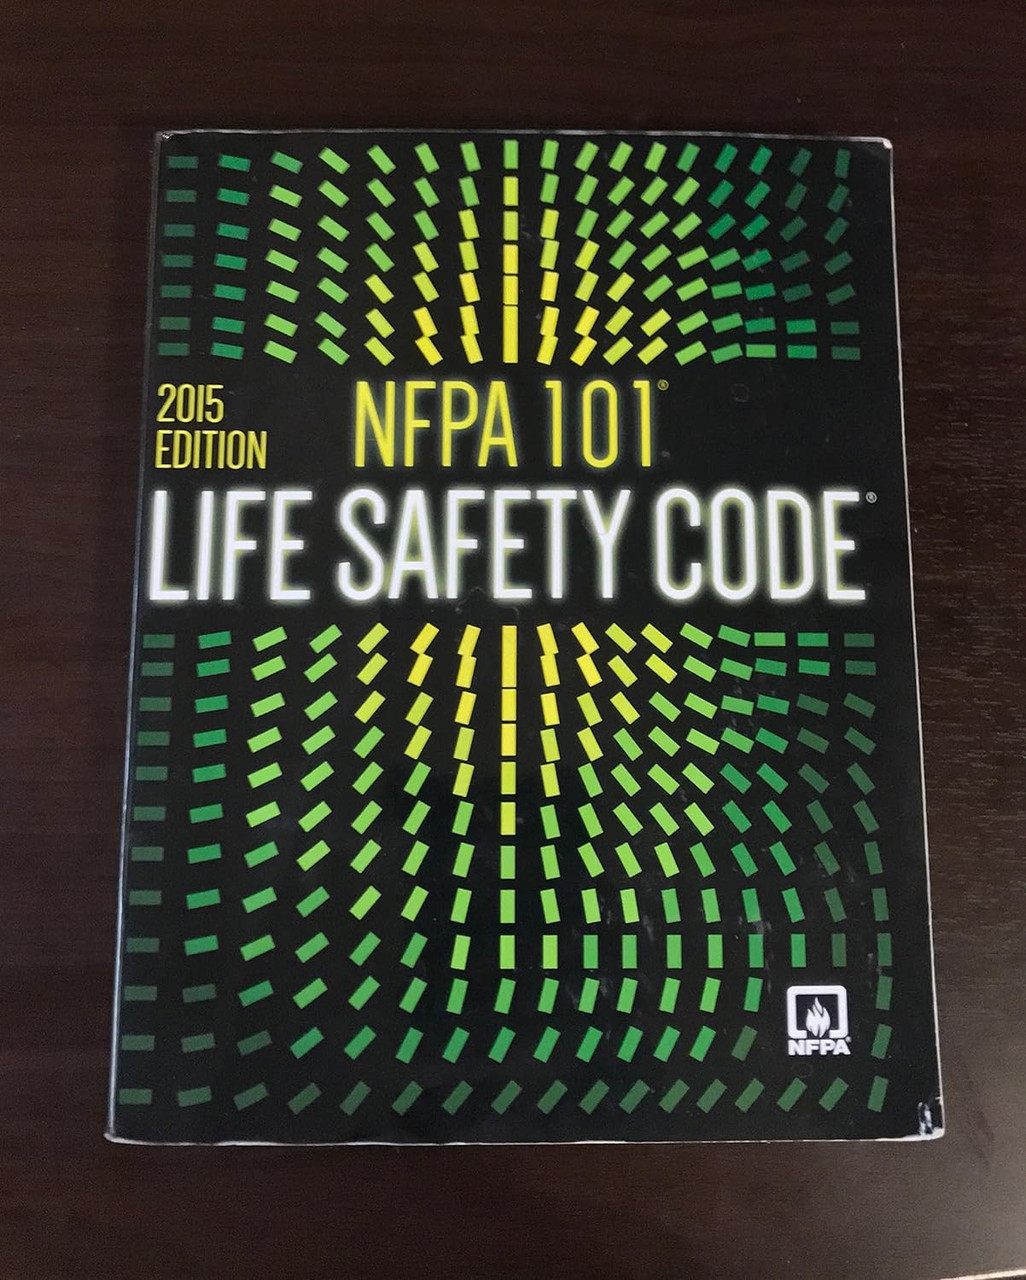 2015
EDITION
NFPA 101®
LIFE SAFETY CODE®
NFPA®